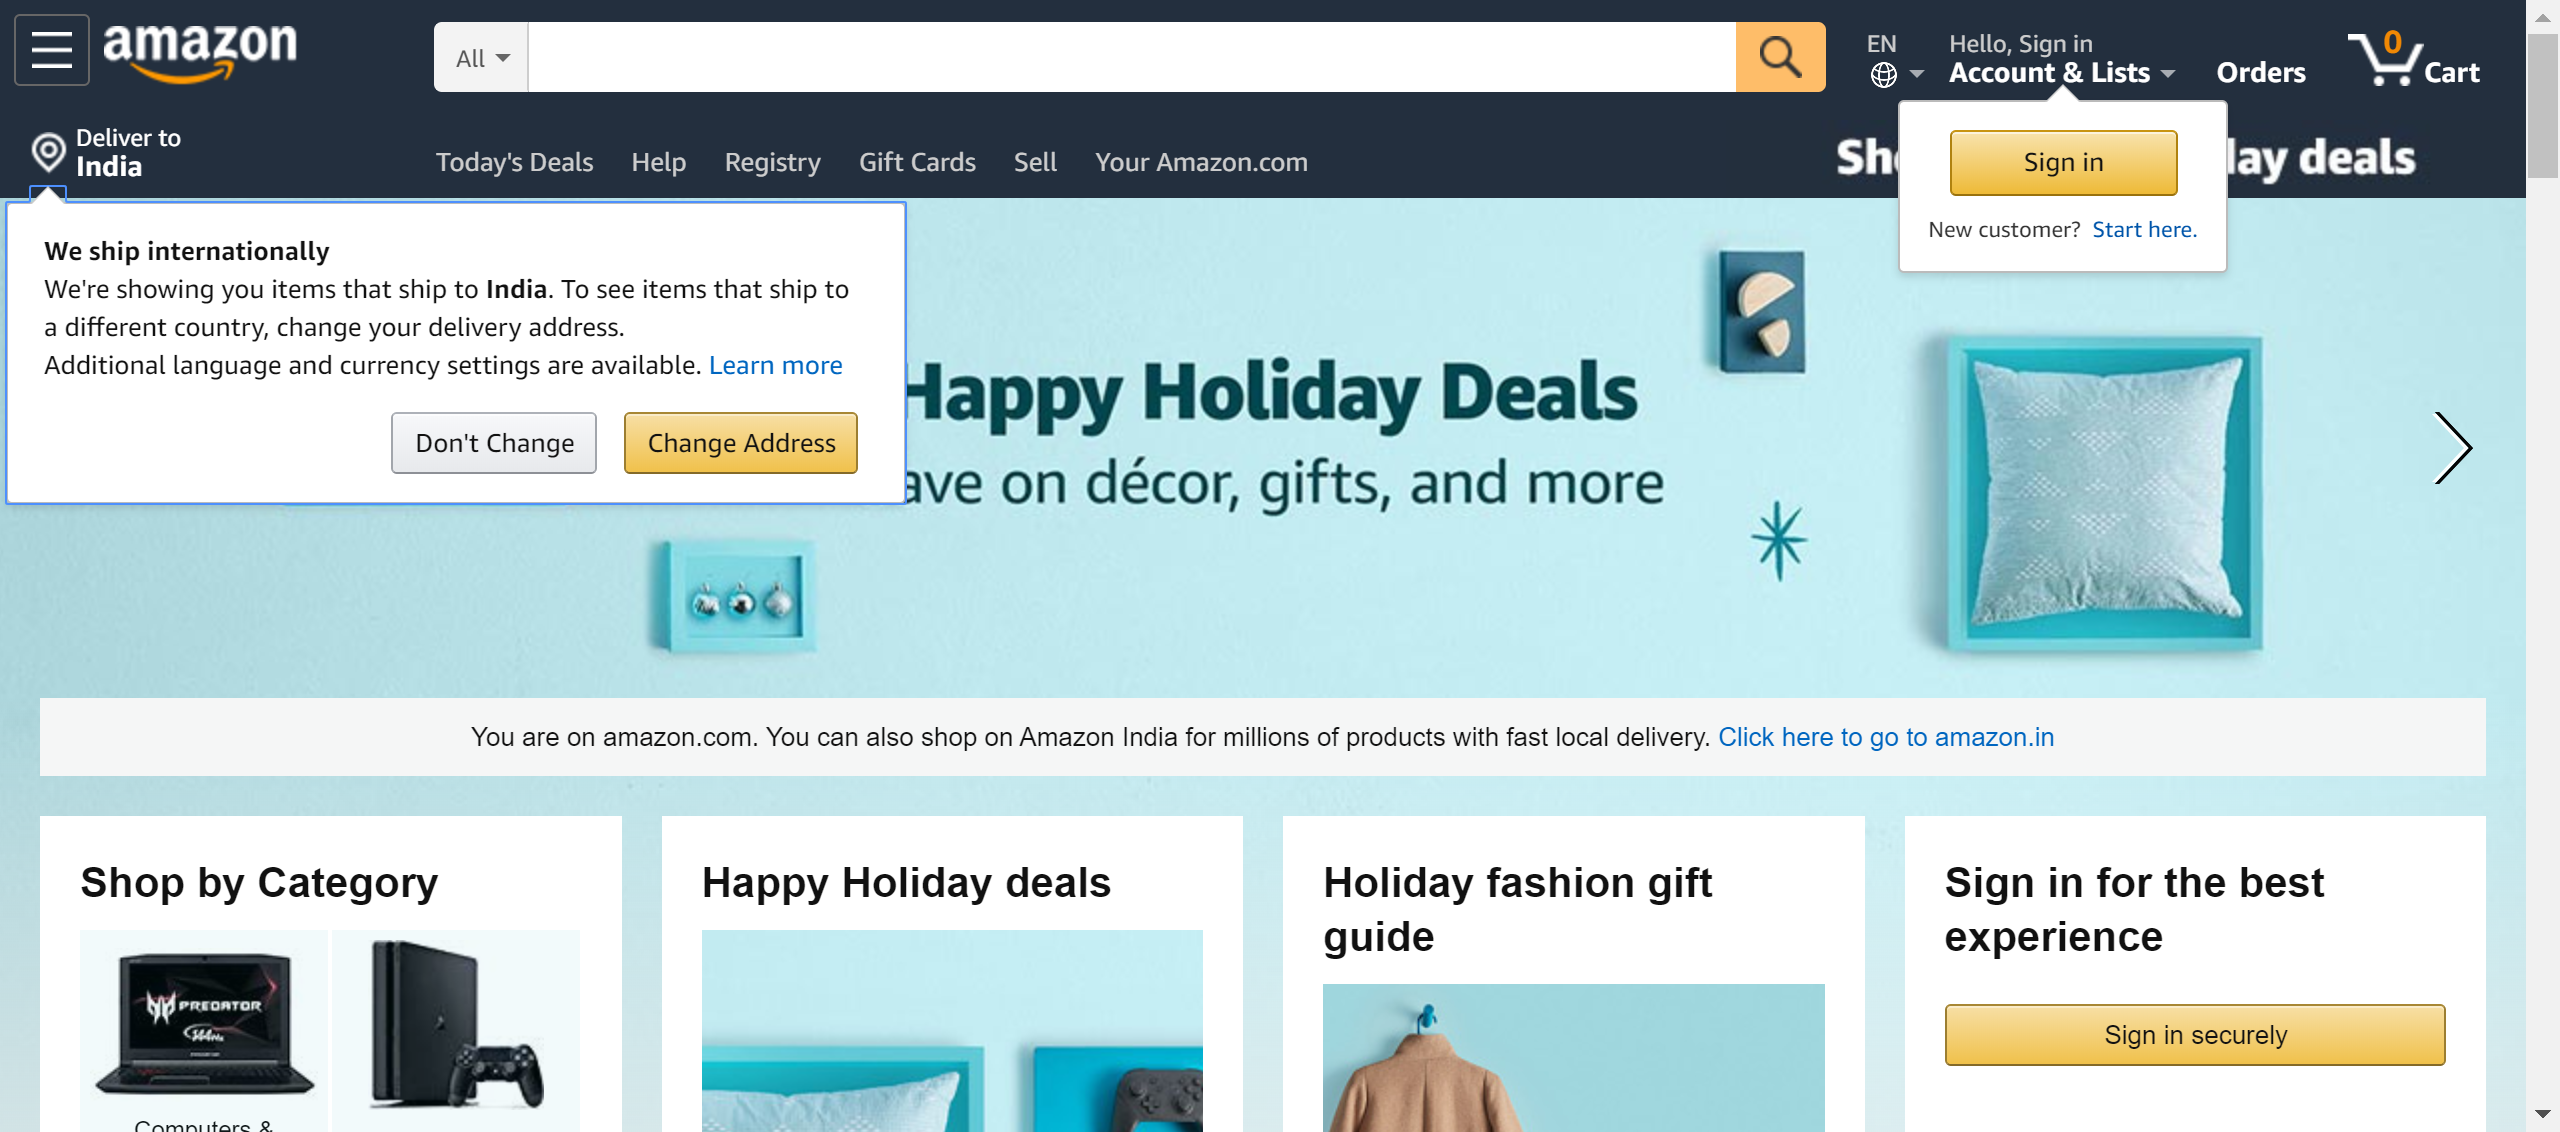 amazon
All
EN
Hello, Sign in
Account & Lists
Orders
0
Cart
Deliver to
India
Today's Deals
Help
Registry
Gift Cards
Sell
Your Amazon.com
day deals
Sign in
New customer? Start here.
We ship internationally
We're showing you items that ship to India. To see items that ship to
a different country, change your delivery address.
Additional language and currency settings are available. Learn more
Don't Change
Change Address
Happy Holiday Deals
ave on décor, gifts, and more
You are on amazon.com. You can also shop on Amazon India for millions of products with fast local delivery. Click here to go to amazon.in
Shop by Category
Happy Holiday deals
Holiday fashion gift
guide
Sign in for the best
experience
PREDATOR
144Hz
Sign in securely
Computers &